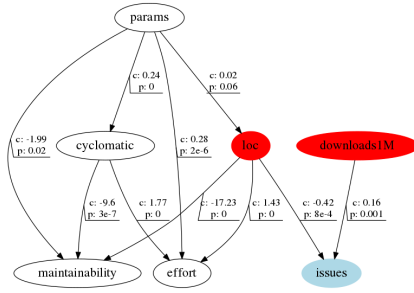 params
c: 0.24
p: 0
c: 0.02
p: 0.06
c: -1.99
p: 0.02
cyclomatic
c: 0.28
p: 2e-6
loc
downloads1M
c: -9.6
p: 3e-7
c: 1.77
p: 0
c: -17.23
p: 0
c: 1.43
p: 0
c: -0.42
p: 8e-4
c: 0.16
p: 0.001
maintainability
effort
issues